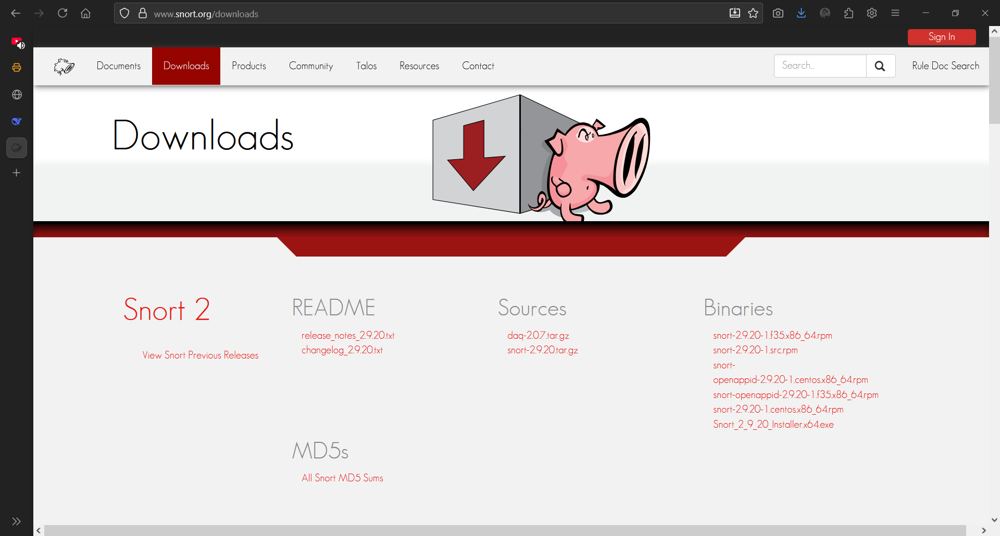 www.snort.org/downloads
Sign In
Documents
Downloads
Products
Community
Talos
Resources
Contact
Search...
Rule Doc Search
Downloads
Snort 2
View Snort Previous Releases
README
release_notes_2.9.20.txt
changelog_2.9.20.txt
Sources
daq-2.0.7.tar.gz
snort-2.9.20.tar.gz
Binaries
snort-2.9.20-1.f35.x86_64.rpm
snort-2.9.20-1.src.rpm
snort-
openappid-2.9.20-1.centos.x86_64.rpm
snort-openappid-2.9.20-1.f35.x86_64.rpm
snort-2.9.20-1.centos.x86_64.rpm
Snort_2_9_20_Installer.x64.exe
MD5s
All Snort MD5 Sums